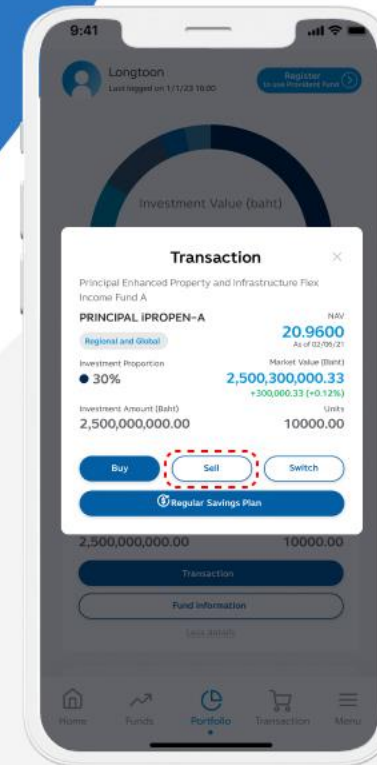 9:41
Longtoon
Last logged on 1/1/23 16:00
Register
to use Provident Fund
Investment Value (baht)
Transaction
Principal Enhanced Property and Infrastructure Flex
Income Fund A
PRINCIPAL iPROPEN-A
NAV
20.9600
As of 02/06/21
Regional and Global
Investment Proportion
Market Value (Baht)
30%
2,500,300,000.33
+300,000.33 (+0.12%)
Investment Amount (Baht)
Units
2,500,000,000.00
10000.00
Buy
Sell
Switch
Regular Savings Plan
2,500,000,000.00
10000.00
Transaction
Fund Information
Less detail
Home
Funds
Portfolio
Transaction
Menu